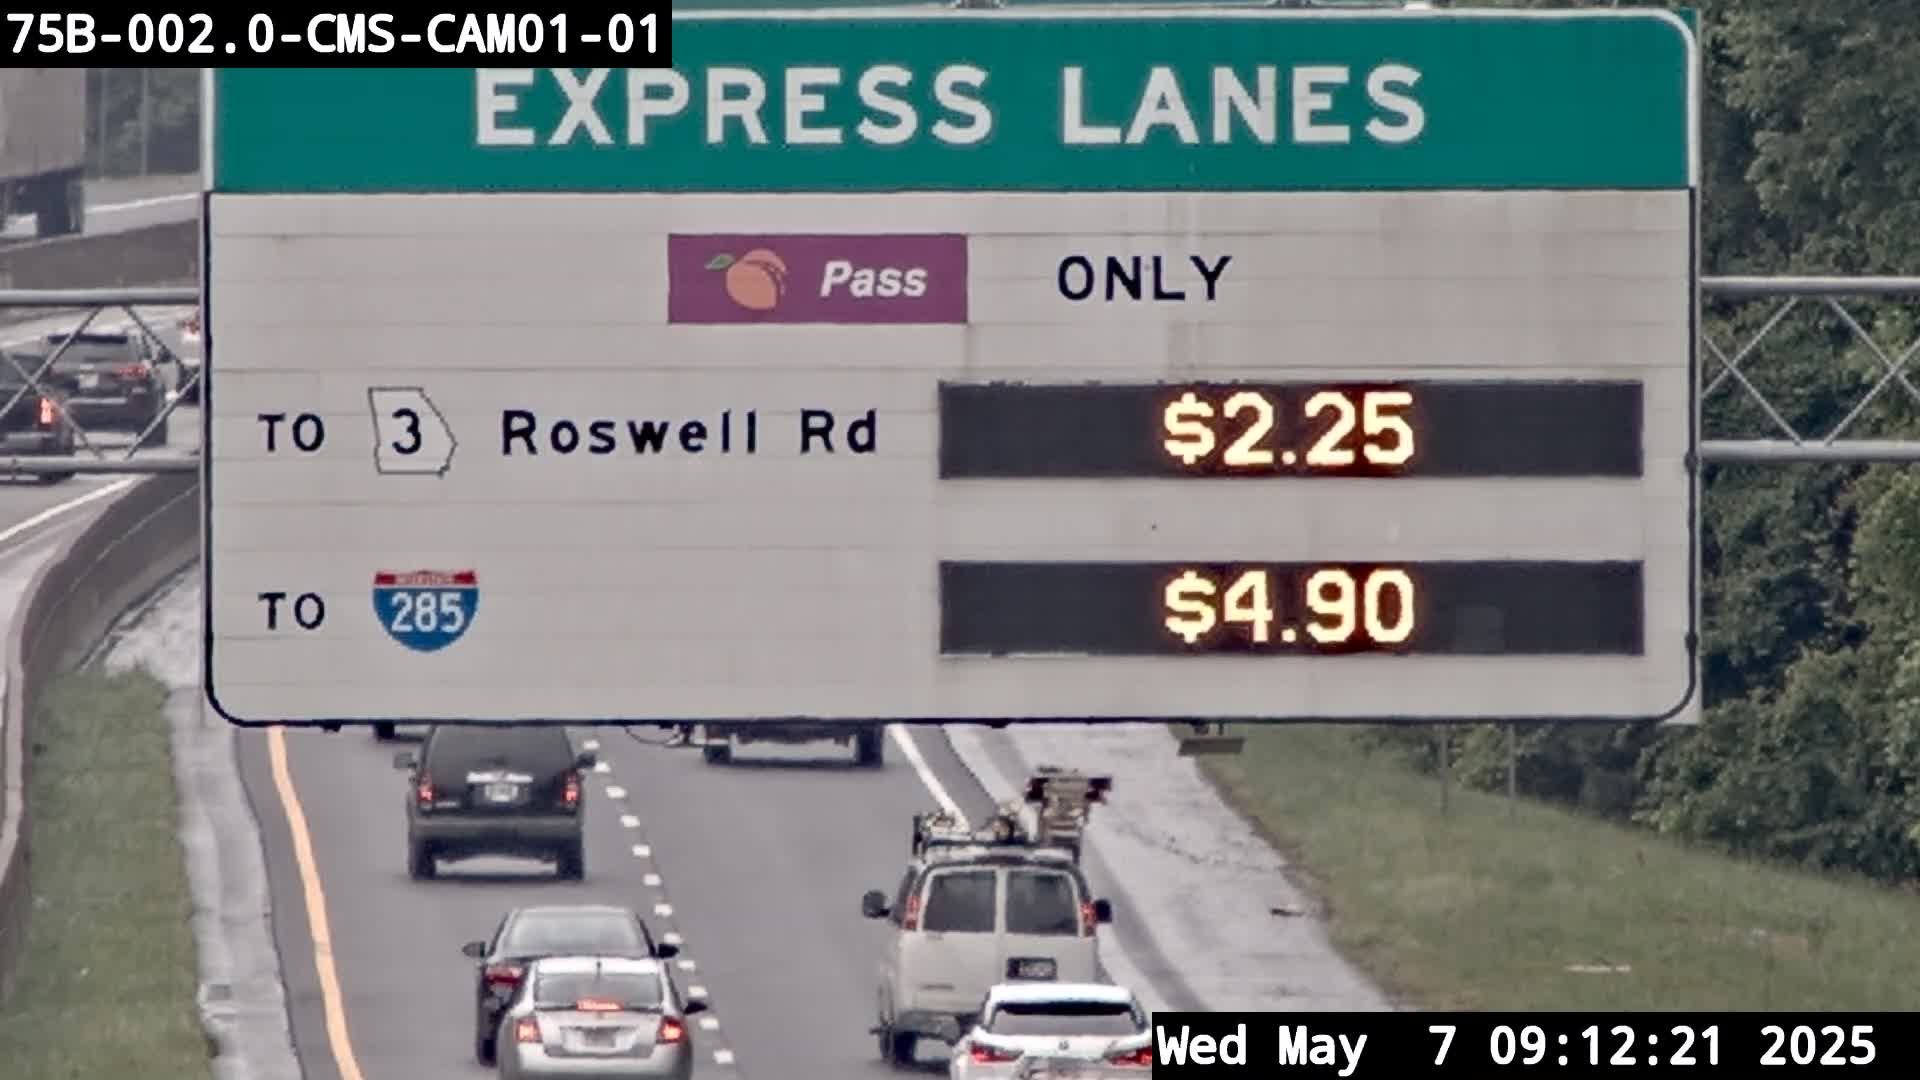 75B-002.0-CMS-CAM01-01
EXPRESS LANES
Pass ONLY
TO 3 Roswell Rd $2.25
TO 285 $4.90
Wed May 7 09:12:21 2025